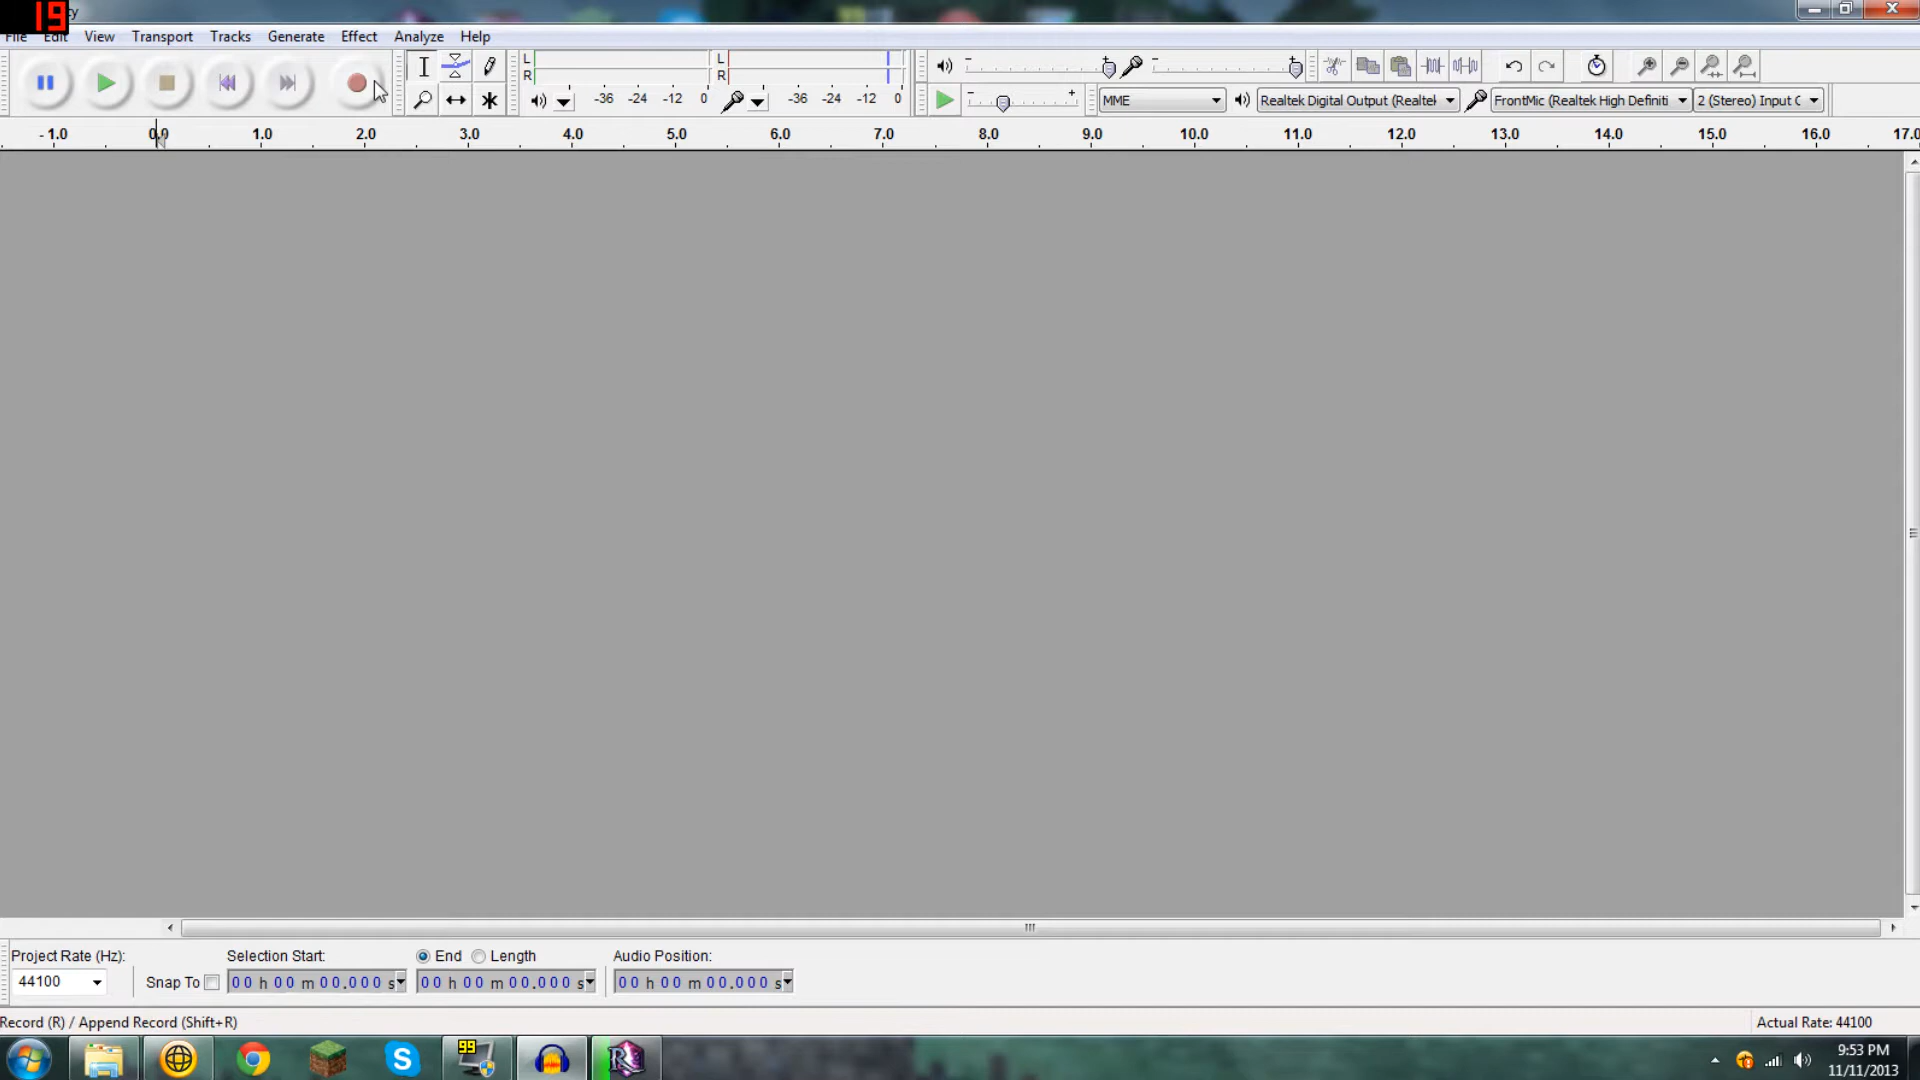 19 ty
File Edit View Transport Tracks Generate Effect Analyze Help
L L
R R
-36 -24 -12 0 -36 -24 -12 0
- + MME Realtek Digital Output (Realtek FrontMic (Realtek High Definiti 2 (Stereo) Input C
- 1.0 0.0 1.0 2.0 3.0 4.0 5.0 6.0 7.0 8.0 9.0 10.0 11.0 12.0 13.0 14.0 15.0 16.0 17.0
Project Rate (Hz): Selection Start: End Length Audio Position:
44100 Snap To 00 h 00 m 00.000 s 00 h 00 m 00.000 s 00 h 00 m 00.000 s
Record (R) / Append Record (Shift+R) Actual Rate: 44100
99
S
R
9:53 PM
11/11/2013